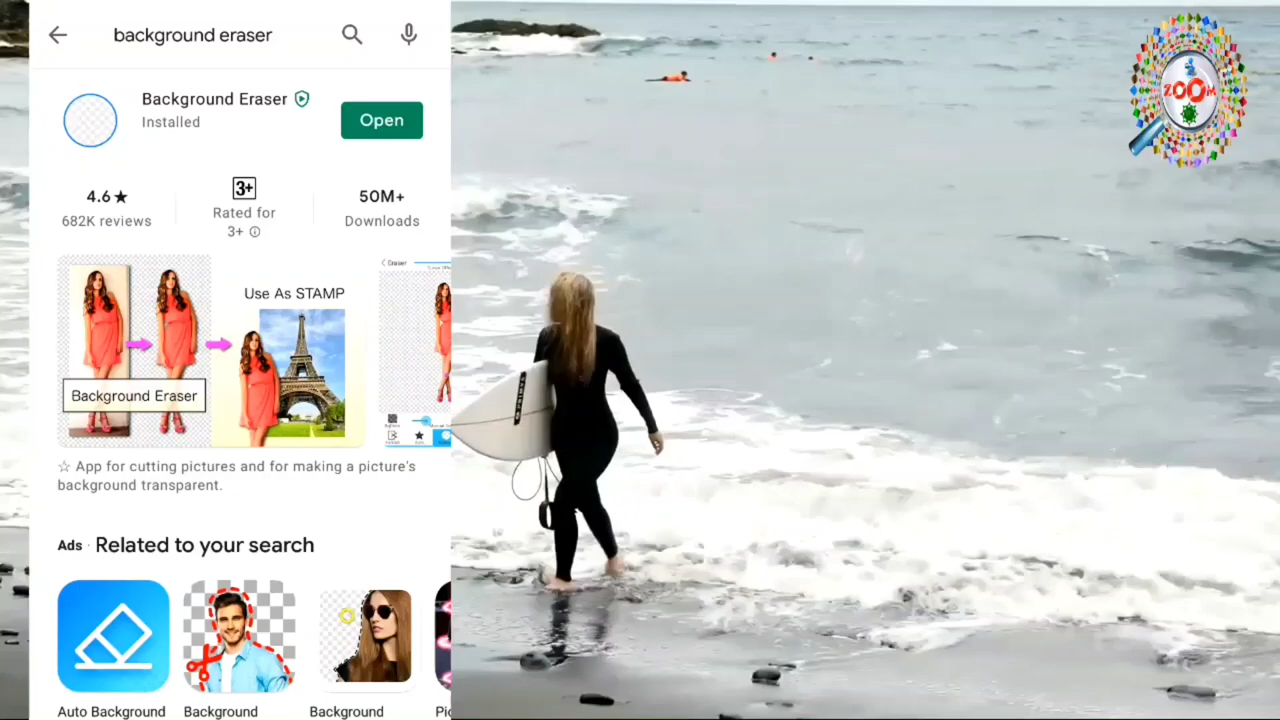 background eraser
Background Eraser
Installed
Open
4.6★
682K reviews
3+
Rated for
3+
50M+
Downloads
Use As STAMP
Background Eraser
Eraser
☆ App for cutting pictures and for making a picture's
background transparent.
Ads · Related to your search
Auto Background
Background
Background
ZOOM